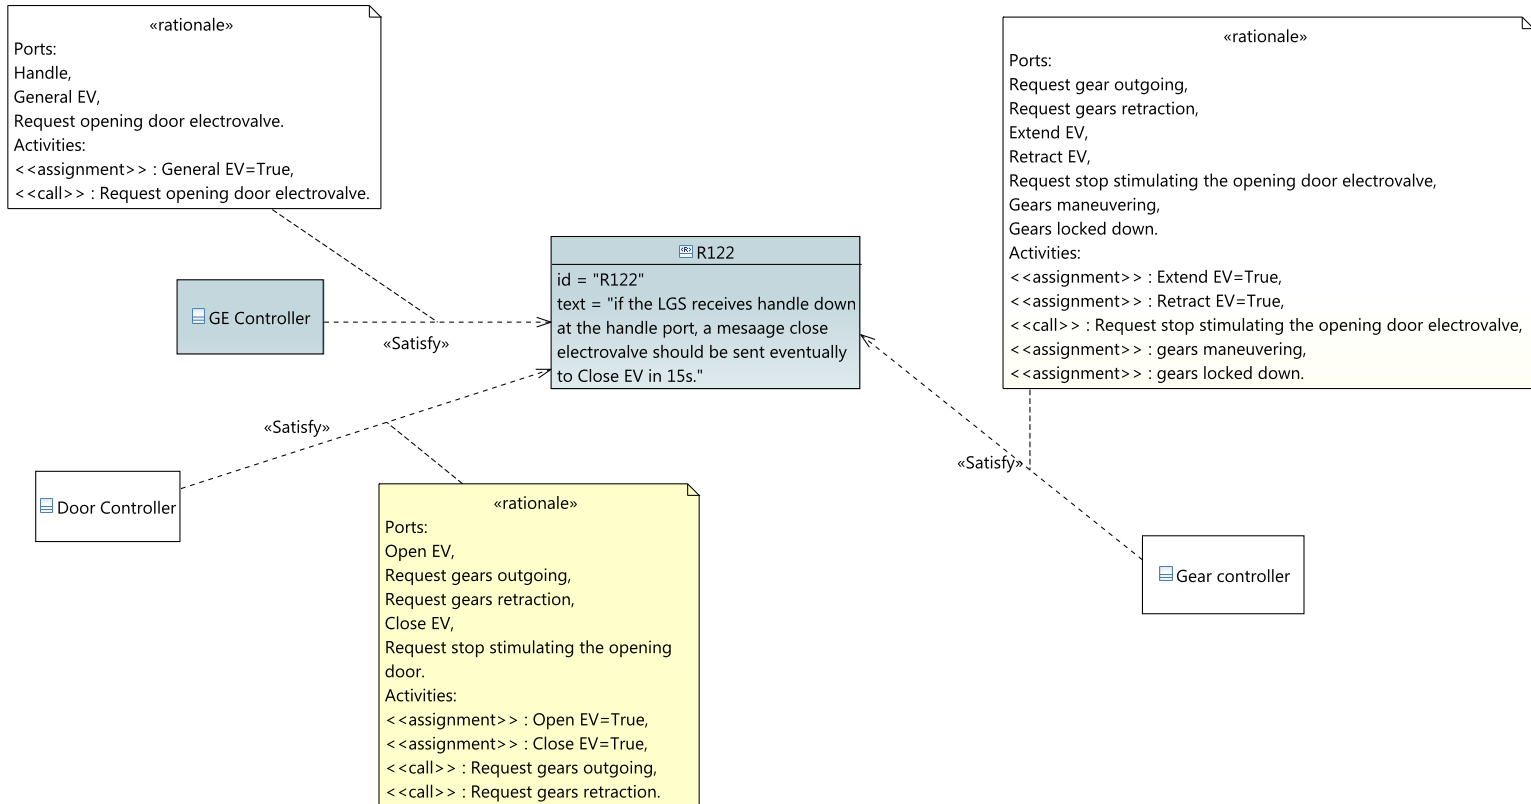 «rationale»
Ports:
Handle,
General EV,
Request opening door electrovalve.
Activities:
<<assignment>> : General EV=True,
<<call>> : Request opening door electrovalve.
«rationale»
Ports:
Request gear outgoing,
Request gears retraction,
Extend EV,
Retract EV,
Request stop stimulating the opening door electrovalve,
Gears maneuvering,
Gears locked down.
Activities:
<<assignment>> : Extend EV=True,
<<assignment>> : Retract EV=True,
<<call>> : Request stop stimulating the opening door electrovalve,
<<assignment>> : gears maneuvering,
<<assignment>> : gears locked down.
R122
id = "R122"
text = "if the LGS receives handle down
at the handle port, a mesaage close
electrovalve should be sent eventually
to Close EV in 15s."
GE Controller
«Satisfy»
«Satisfy»
Door Controller
«Satisfy»
Gear controller
«rationale»
Ports:
Open EV,
Request gears outgoing,
Request gears retraction,
Close EV,
Request stop stimulating the opening
door.
Activities:
<<assignment>> : Open EV=True,
<<assignment>> : Close EV=True,
<<call>> : Request gears outgoing,
<<call>> : Request gears retraction.